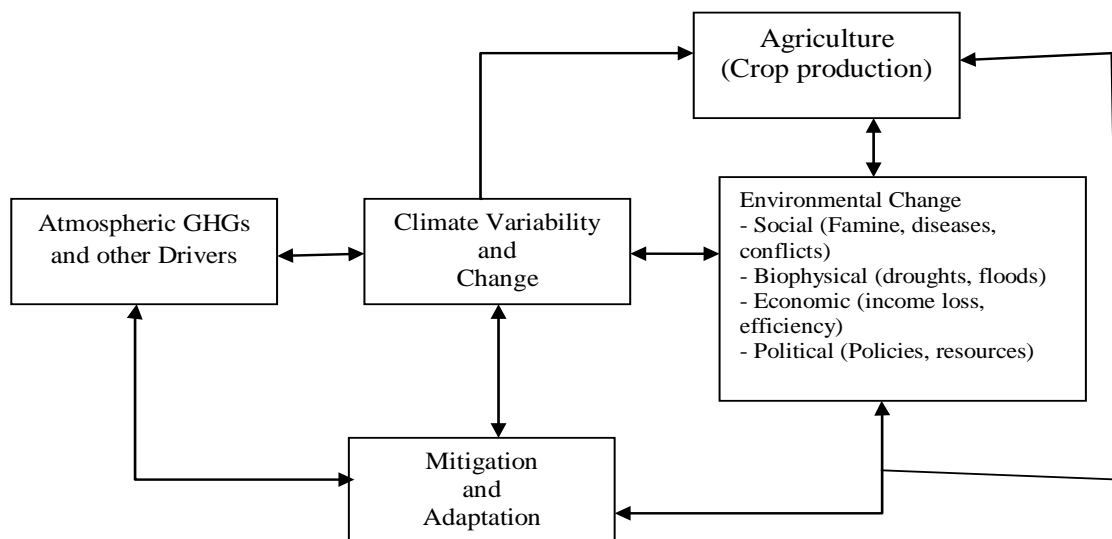 Agriculture
(Crop production)
Atmospheric GHGs
and other Drivers
Climate Variability
and
Change
Environmental Change
- Social (Famine, diseases,
conflicts)
- Biophysical (droughts, floods)
- Economic (income loss,
efficiency)
- Political (Policies, resources)
Mitigation
and
Adaptation